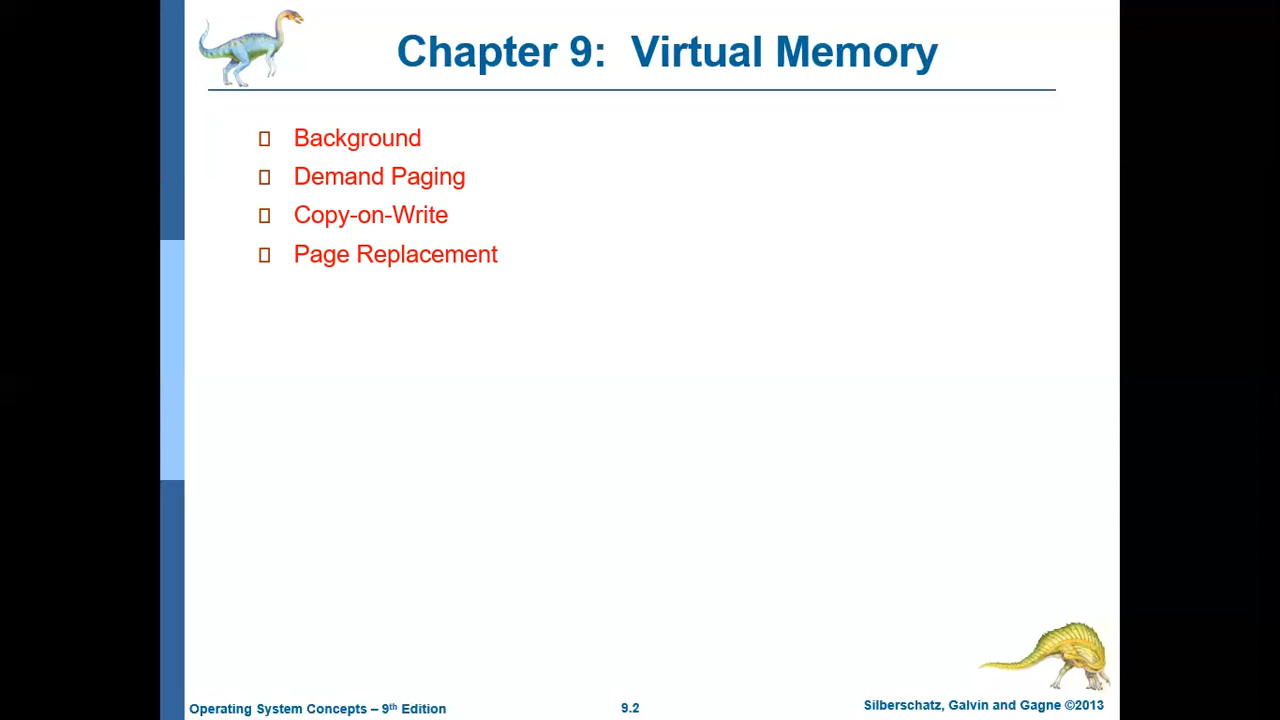 Chapter 9: Virtual Memory
Background
Demand Paging
Copy-on-Write
Page Replacement
Operating System Concepts – 9th Edition
9.2
Silberschatz, Galvin and Gagne ©2013